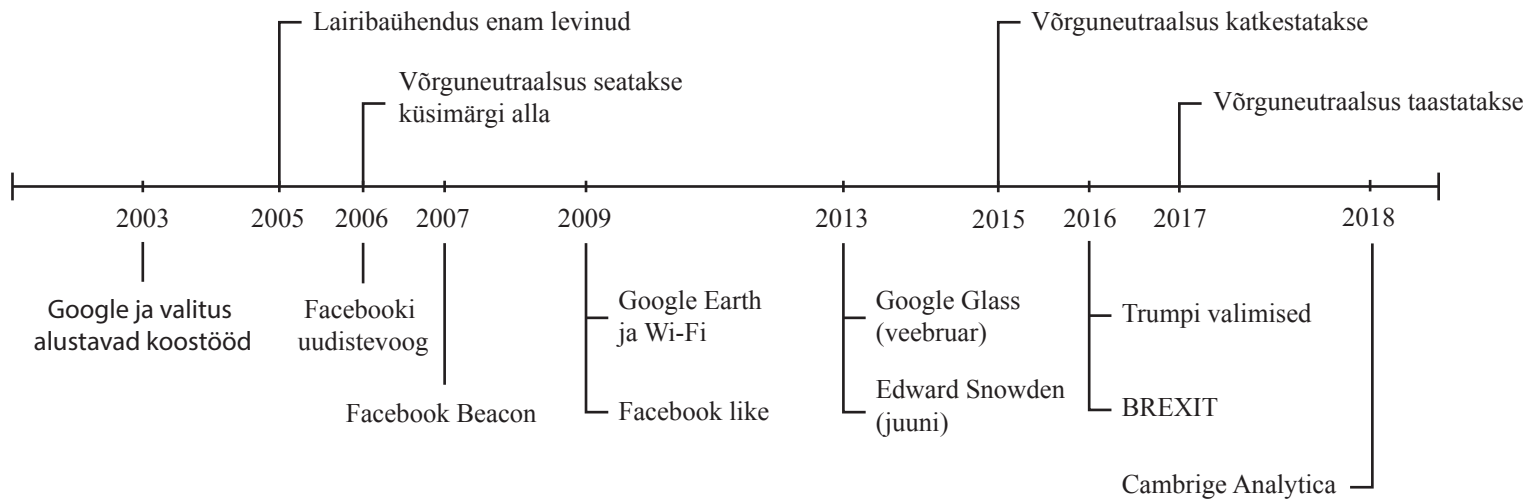 Lairibaühendus enam levinud
Võrguneutraalsus katkestatakse
Võrguneutraalsus seatakse
küsimärgi alla
Võrguneutraalsus taastatakse
2003
2005
2006
2007
2009
2013
2015
2016
2017
2018
Google ja valitus
alustavad koostööd
Facebooki
uudistevoog
Facebook Beacon
Google Earth
ja Wi-Fi
Facebook like
Google Glass
(veebruar)
Edward Snowden
(juuni)
Trumpi valimised
BREXIT
Cambrige Analytica